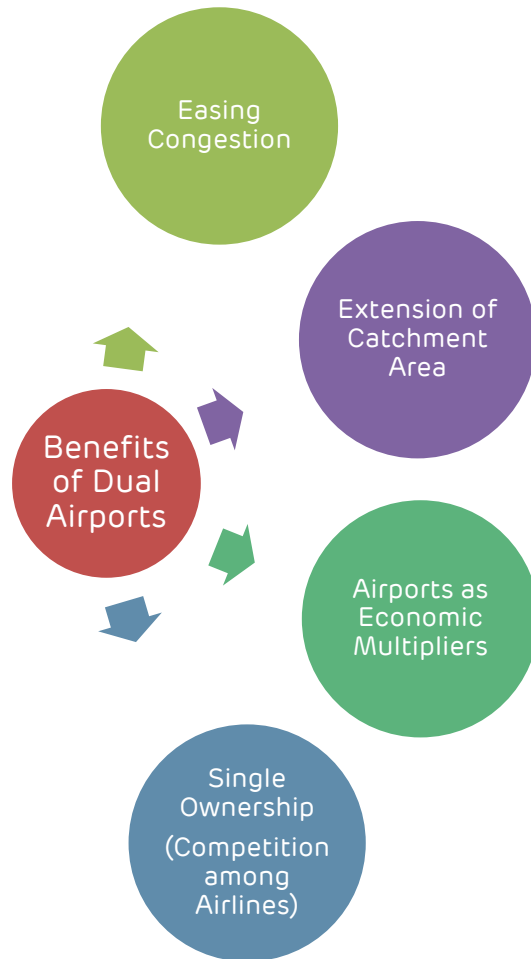 Easing
Congestion
Extension of
Catchment
Area
Benefits
of Dual
Airports
Airports as
Economic
Multipliers
Single
Ownership
(Competition
among
Airlines)